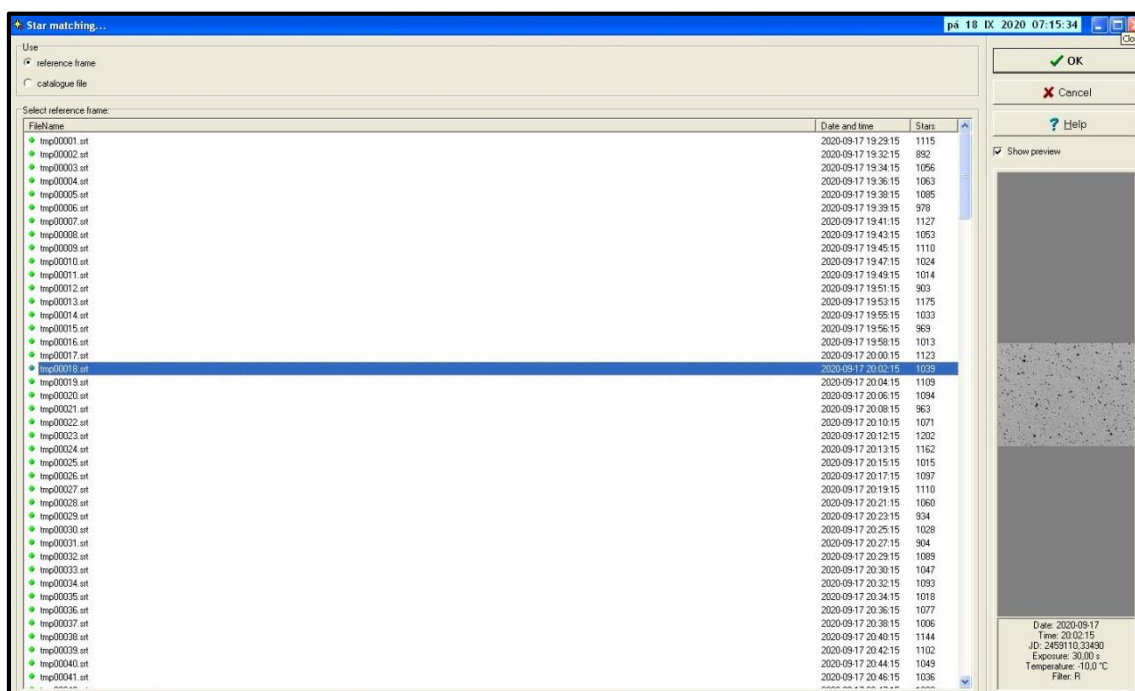 Star matching...
pá 18 IX 2020 07:15:34
Clo
Use
reference frame
catalogue file
OK
Cancel
Help
Show preview
Select reference frame:
FileName Date and time Stars
tmp00001.srt 2020-09-17 19:29:15 1115
tmp00002.srt 2020-09-17 19:32:15 892
tmp00003.srt 2020-09-17 19:34:15 1056
tmp00004.srt 2020-09-17 19:36:15 1063
tmp00005.srt 2020-09-17 19:38:15 1085
tmp00006.srt 2020-09-17 19:39:15 978
tmp00007.srt 2020-09-17 19:41:15 1127
tmp00008.srt 2020-09-17 19:43:15 1053
tmp00009.srt 2020-09-17 19:45:15 1110
tmp00010.srt 2020-09-17 19:47:15 1024
tmp00011.srt 2020-09-17 19:49:15 1014
tmp00012.srt 2020-09-17 19:51:15 903
tmp00013.srt 2020-09-17 19:53:15 1175
tmp00014.srt 2020-09-17 19:55:15 1033
tmp00015.srt 2020-09-17 19:56:15 969
tmp00016.srt 2020-09-17 19:58:15 1013
tmp00017.srt 2020-09-17 20:00:15 1123
tmp00018.srt 2020-09-17 20:02:15 1039
tmp00019.srt 2020-09-17 20:04:15 1109
tmp00020.srt 2020-09-17 20:06:15 1094
tmp00021.srt 2020-09-17 20:08:15 963
tmp00022.srt 2020-09-17 20:10:15 1071
tmp00023.srt 2020-09-17 20:12:15 1202
tmp00024.srt 2020-09-17 20:13:15 1162
tmp00025.srt 2020-09-17 20:15:15 1015
tmp00026.srt 2020-09-17 20:17:15 1097
tmp00027.srt 2020-09-17 20:19:15 1110
tmp00028.srt 2020-09-17 20:21:15 1060
tmp00029.srt 2020-09-17 20:23:15 934
tmp00030.srt 2020-09-17 20:25:15 1028
tmp00031.srt 2020-09-17 20:27:15 904
tmp00032.srt 2020-09-17 20:29:15 1089
tmp00033.srt 2020-09-17 20:30:15 1047
tmp00034.srt 2020-09-17 20:32:15 1093
tmp00035.srt 2020-09-17 20:34:15 1018
tmp00036.srt 2020-09-17 20:36:15 1077
tmp00037.srt 2020-09-17 20:38:15 1006
tmp00038.srt 2020-09-17 20:40:15 1144
tmp00039.srt 2020-09-17 20:42:15 1102
tmp00040.srt 2020-09-17 20:44:15 1049
tmp00041.srt 2020-09-17 20:46:15 1036
Date: 2020-09-17
Time: 20:02:15
JD: 2459110,33490
Exposure: 30,00 s
Temperature: -10,0 °C
Filter: R